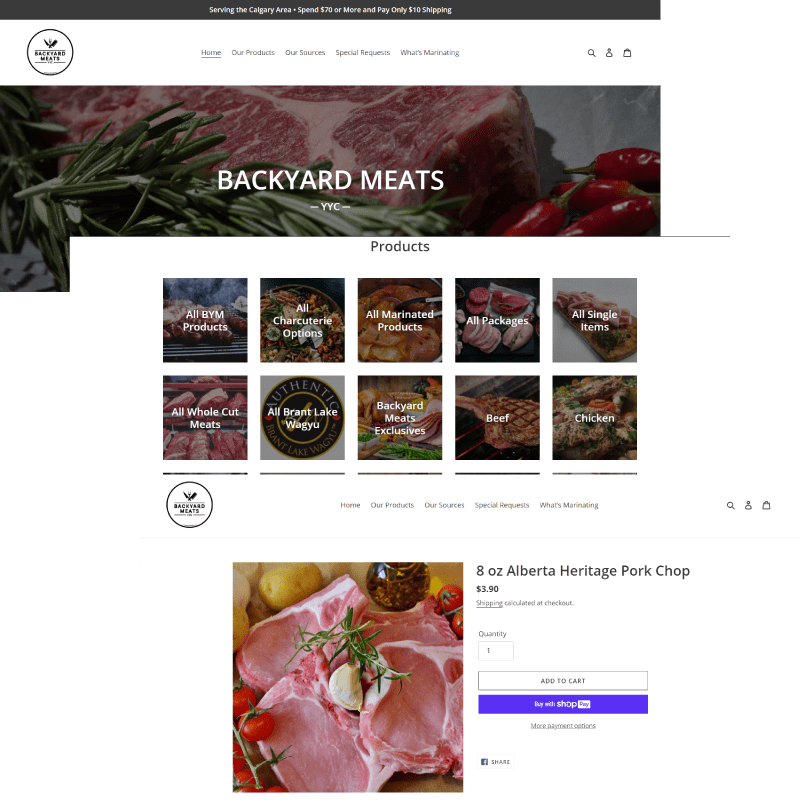 Serving the Calgary Area • Spend $70 or More and Pay Only $10 Shipping
BACKYARD
MEATS
YYC
Home Our Products Our Sources Special Requests What's Marinating
BACKYARD MEATS
— YYC —
Products
All BYM
Products
All
Charcuterie
Options
All Marinated
Products
All Packages
All Single
Items
All Whole Cut
Meats
AUTHENTIC
BRANT LAKE WAGYU
All Brant Lake
Wagyu
Backyard
Meats
Exclusives
Beef
Chicken
BACKYARD
MEATS
YYC
Home Our Products Our Sources Special Requests What's Marinating
8 oz Alberta Heritage Pork Chop
$3.90
Shipping calculated at checkout.
Quantity
1
ADD TO CART
Buy with shop Pay
More payment options
SHARE